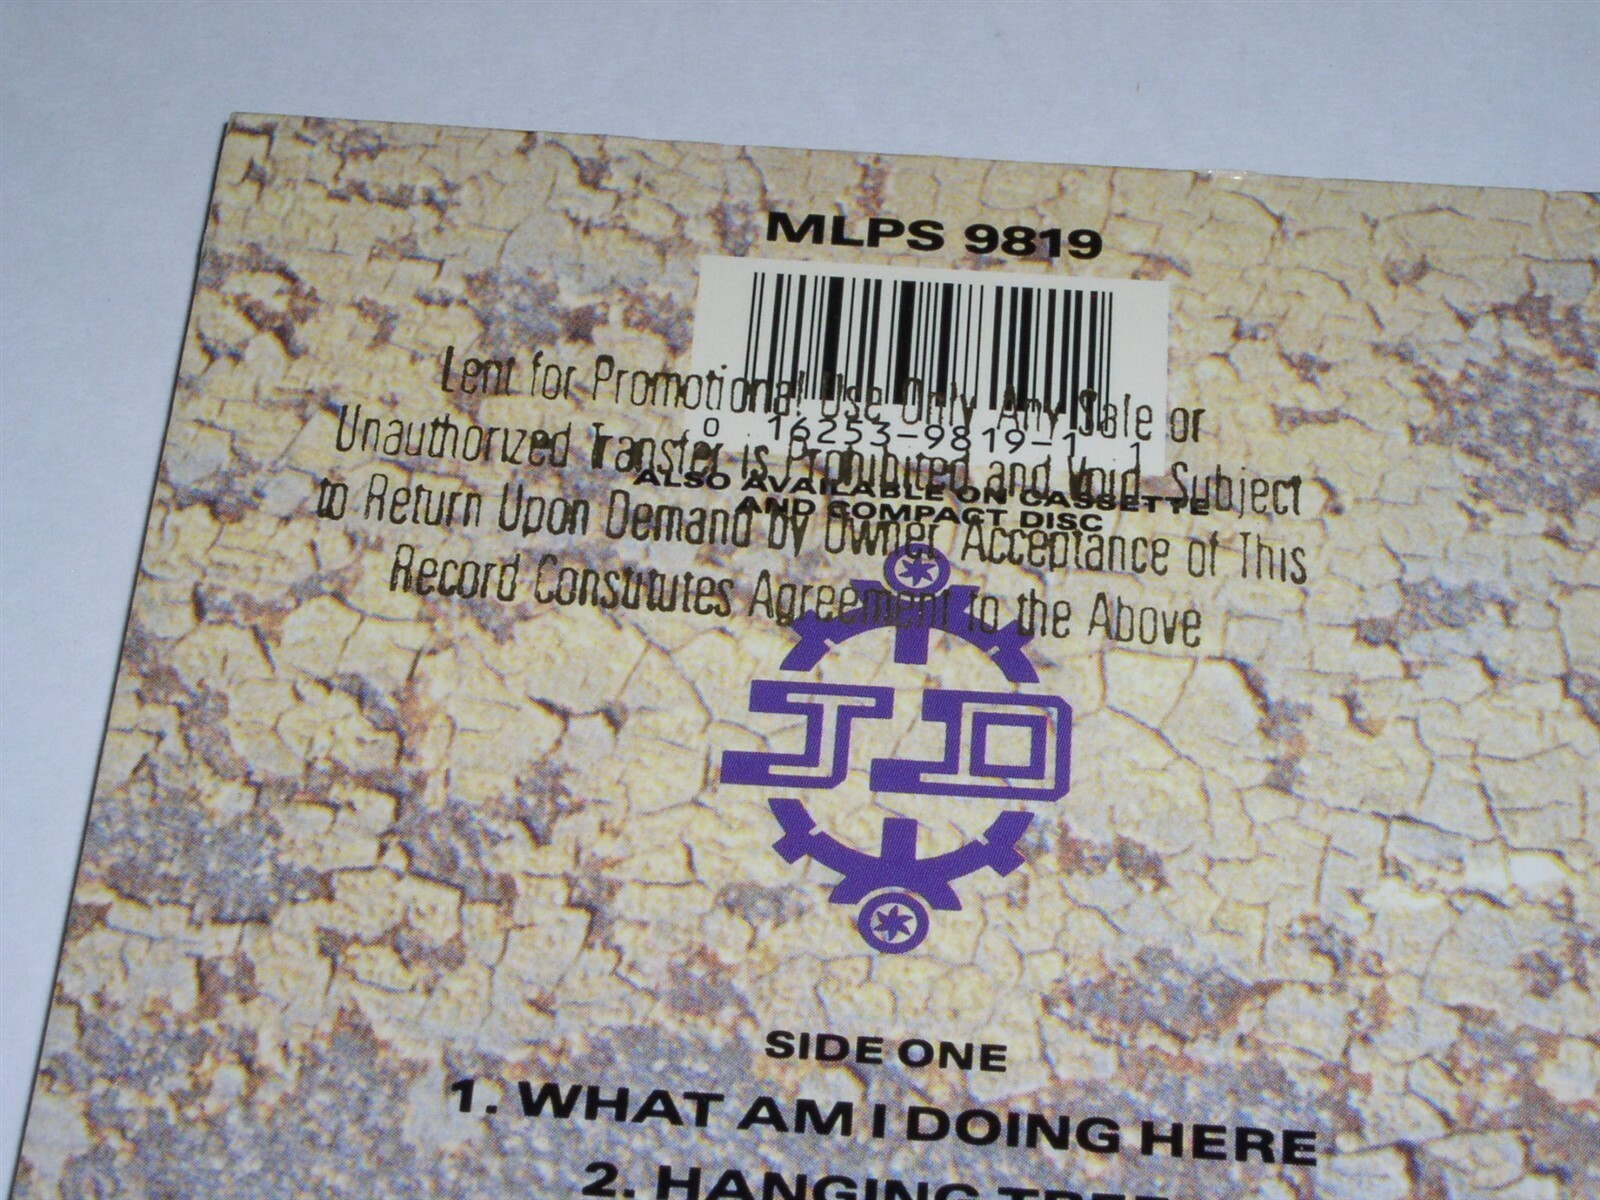 MLPS 9819
Lent for Promotional Use Only Any Sale or
0 16253-9819-1 1
Unauthorized Transfer is Prohibited and Void. Subject
ALSO AVAILABLE ON CASSETTE
AND COMPACT DISC
to Return Upon Demand by Owner Acceptance of This
Record Constitutes Agreement to the Above
JD
SIDE ONE
1. WHAT AM I DOING HERE
2. HANGING TREE